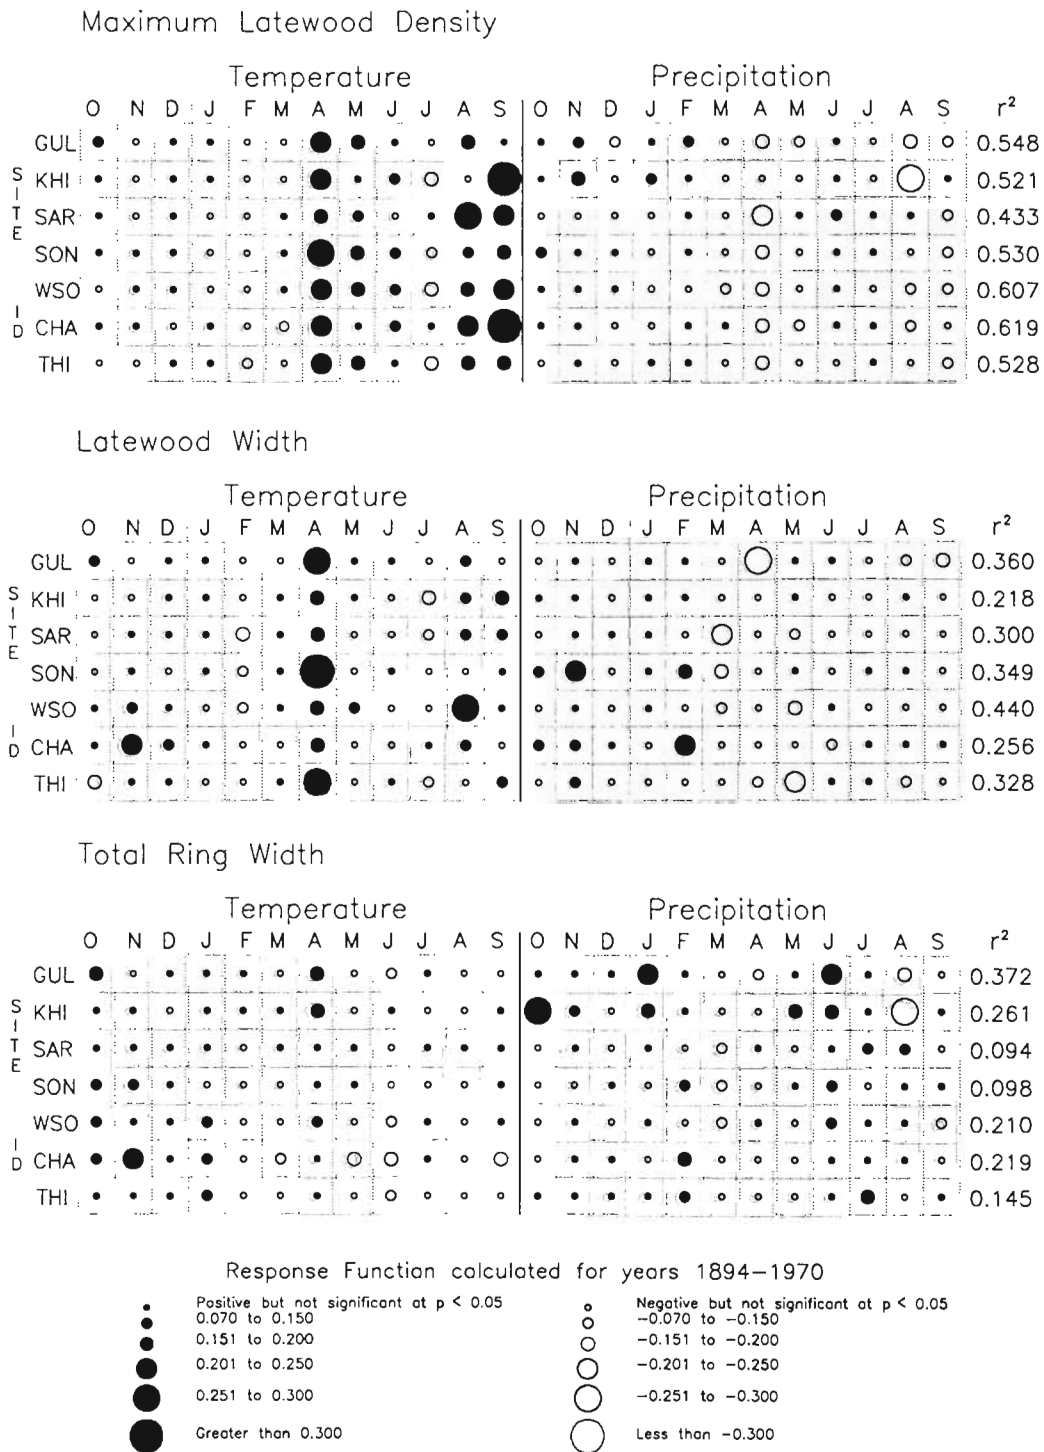 Maximum Latewood Density
Temperature Precipitation
O N D J F M A M J J A S O N D J F M A M J J A S r²
GUL 0.548
KHI 0.521
SAR 0.433
SON 0.530
WSO 0.607
CHA 0.619
THI 0.528
SITE ID
Latewood Width
Temperature Precipitation
O N D J F M A M J J A S O N D J F M A M J J A S r²
GUL 0.360
KHI 0.218
SAR 0.300
SON 0.349
WSO 0.440
CHA 0.256
THI 0.328
SITE ID
Total Ring Width
Temperature Precipitation
O N D J F M A M J J A S O N D J F M A M J J A S r²
GUL 0.372
KHI 0.261
SAR 0.094
SON 0.098
WSO 0.210
CHA 0.219
THI 0.145
SITE ID
Response Function calculated for years 1894-1970
Positive but not significant at p < 0.05 Negative but not significant at p < 0.05
0.070 to 0.150 -0.070 to -0.150
0.151 to 0.200 -0.151 to -0.200
0.201 to 0.250 -0.201 to -0.250
0.251 to 0.300 -0.251 to -0.300
Greater than 0.300 Less than -0.300